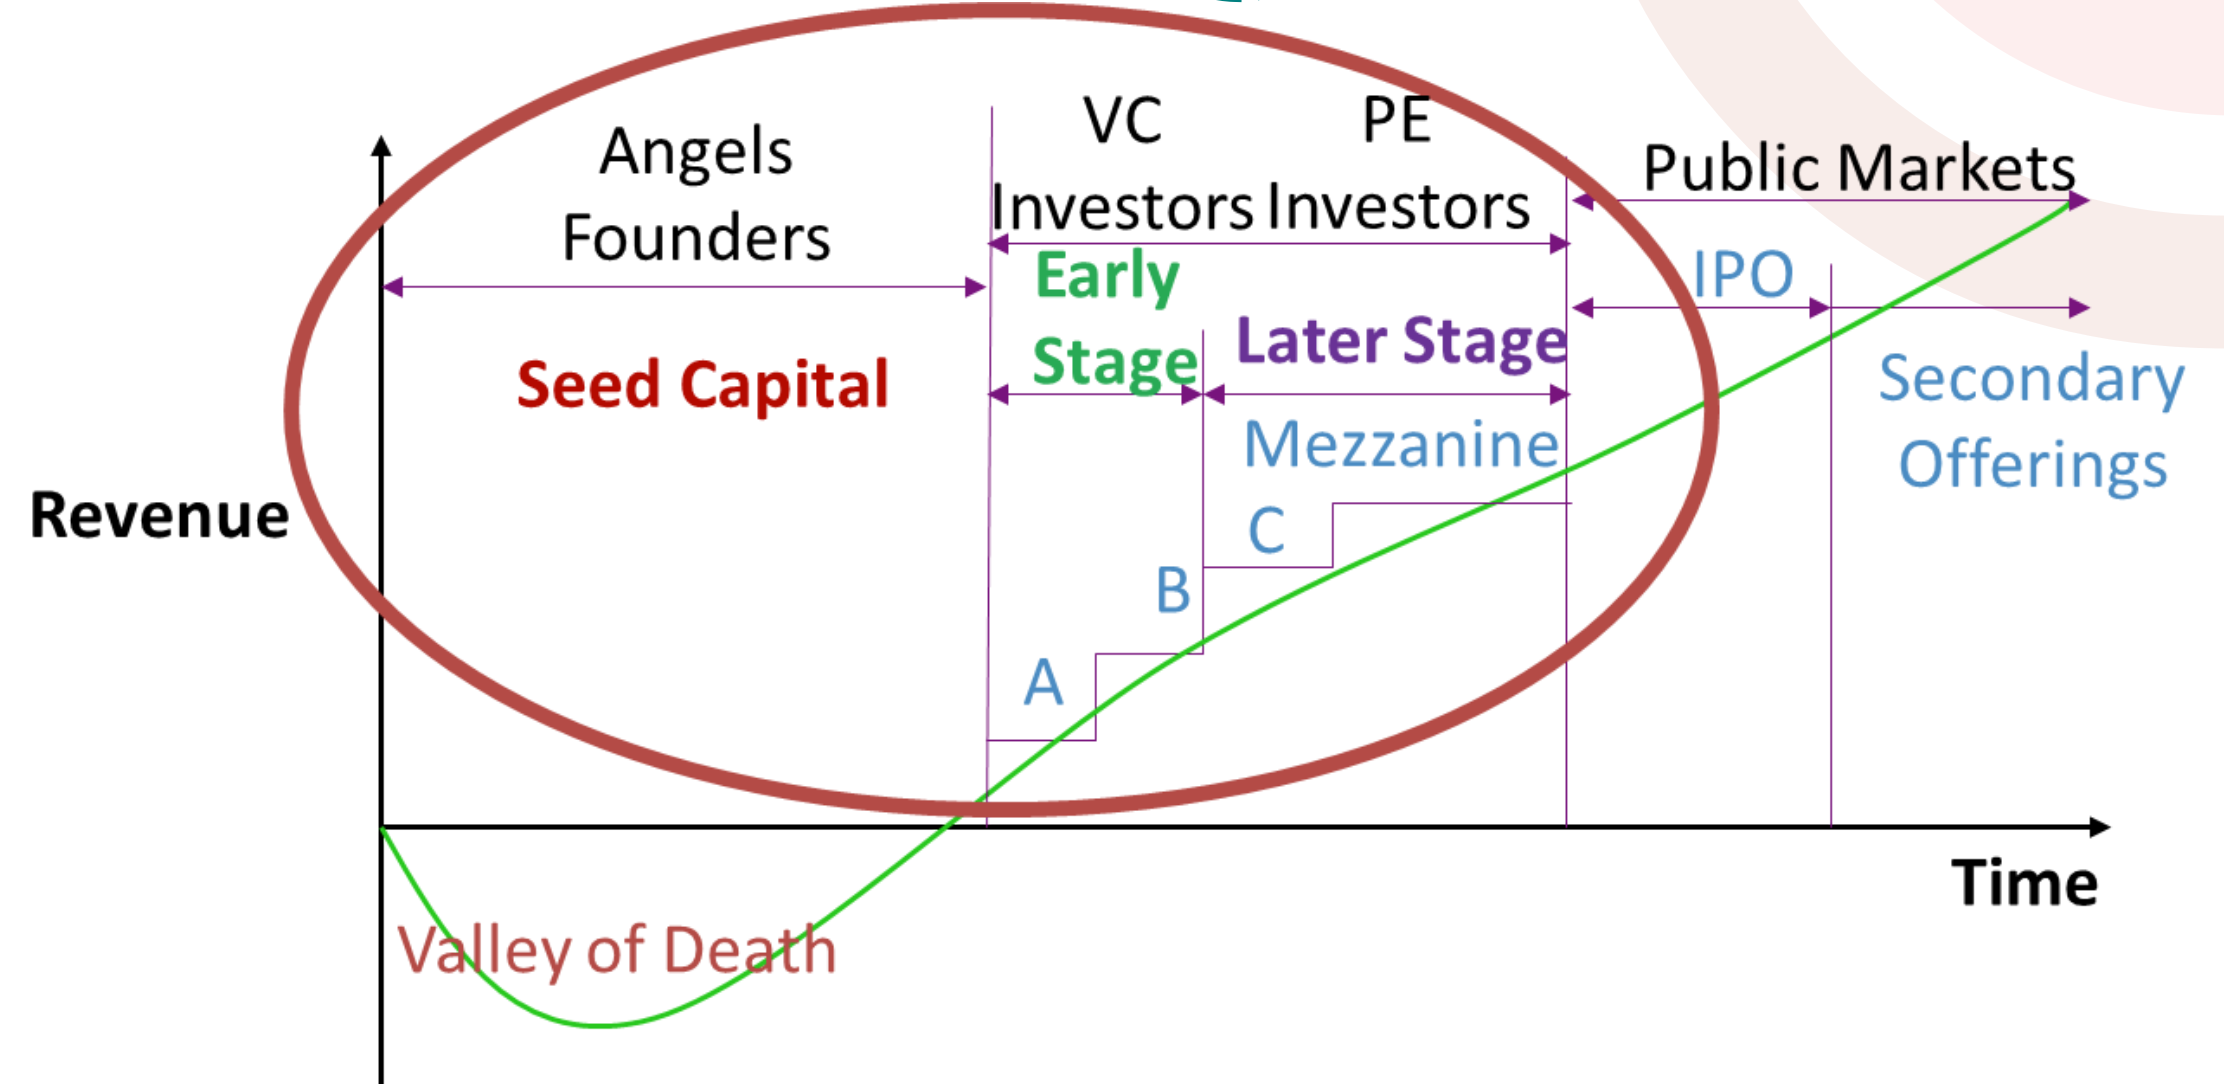 VC
PE
Angels
Founders
Investors
Investors
Public Markets
Early
Stage
Later Stage
IPO
Seed Capital
Mezzanine
Secondary
Offerings
Revenue
C
B
A
Time
Valley of Death